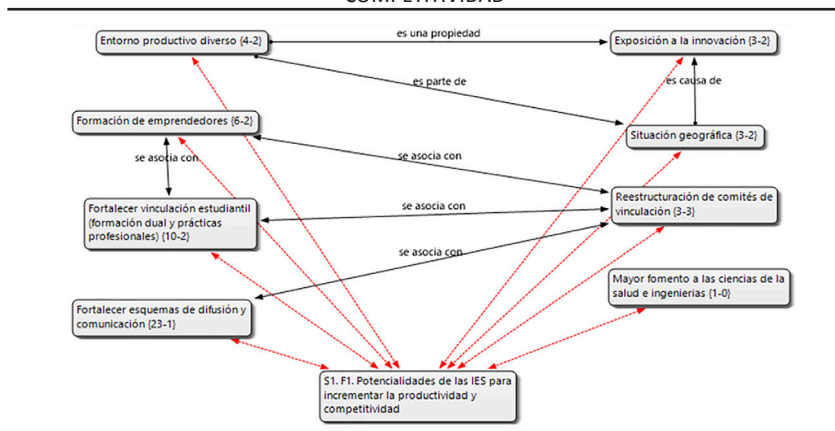 COMPETITIVIDAD
Entorno productivo diverso {4-2}
es una propiedad
Exposición a la innovación {3-2}
es parte de
es causa de
Formación de emprendedores {6-2}
Situación geográfica {3-2}
se asocia con
se asocia con
Fortalecer vinculación estudiantil
(formación dual y prácticas
profesionales) {10-2}
se asocia con
Reestructuración de comités de
vinculación {3-3}
se asocia con
Mayor fomento a las ciencias de la
salud e ingenierias {1-0}
Fortalecer esquemas de difusión y
comunicación {23-1}
S1. F1. Potencialidades de las IES para
incrementar la productividad y
competitividad